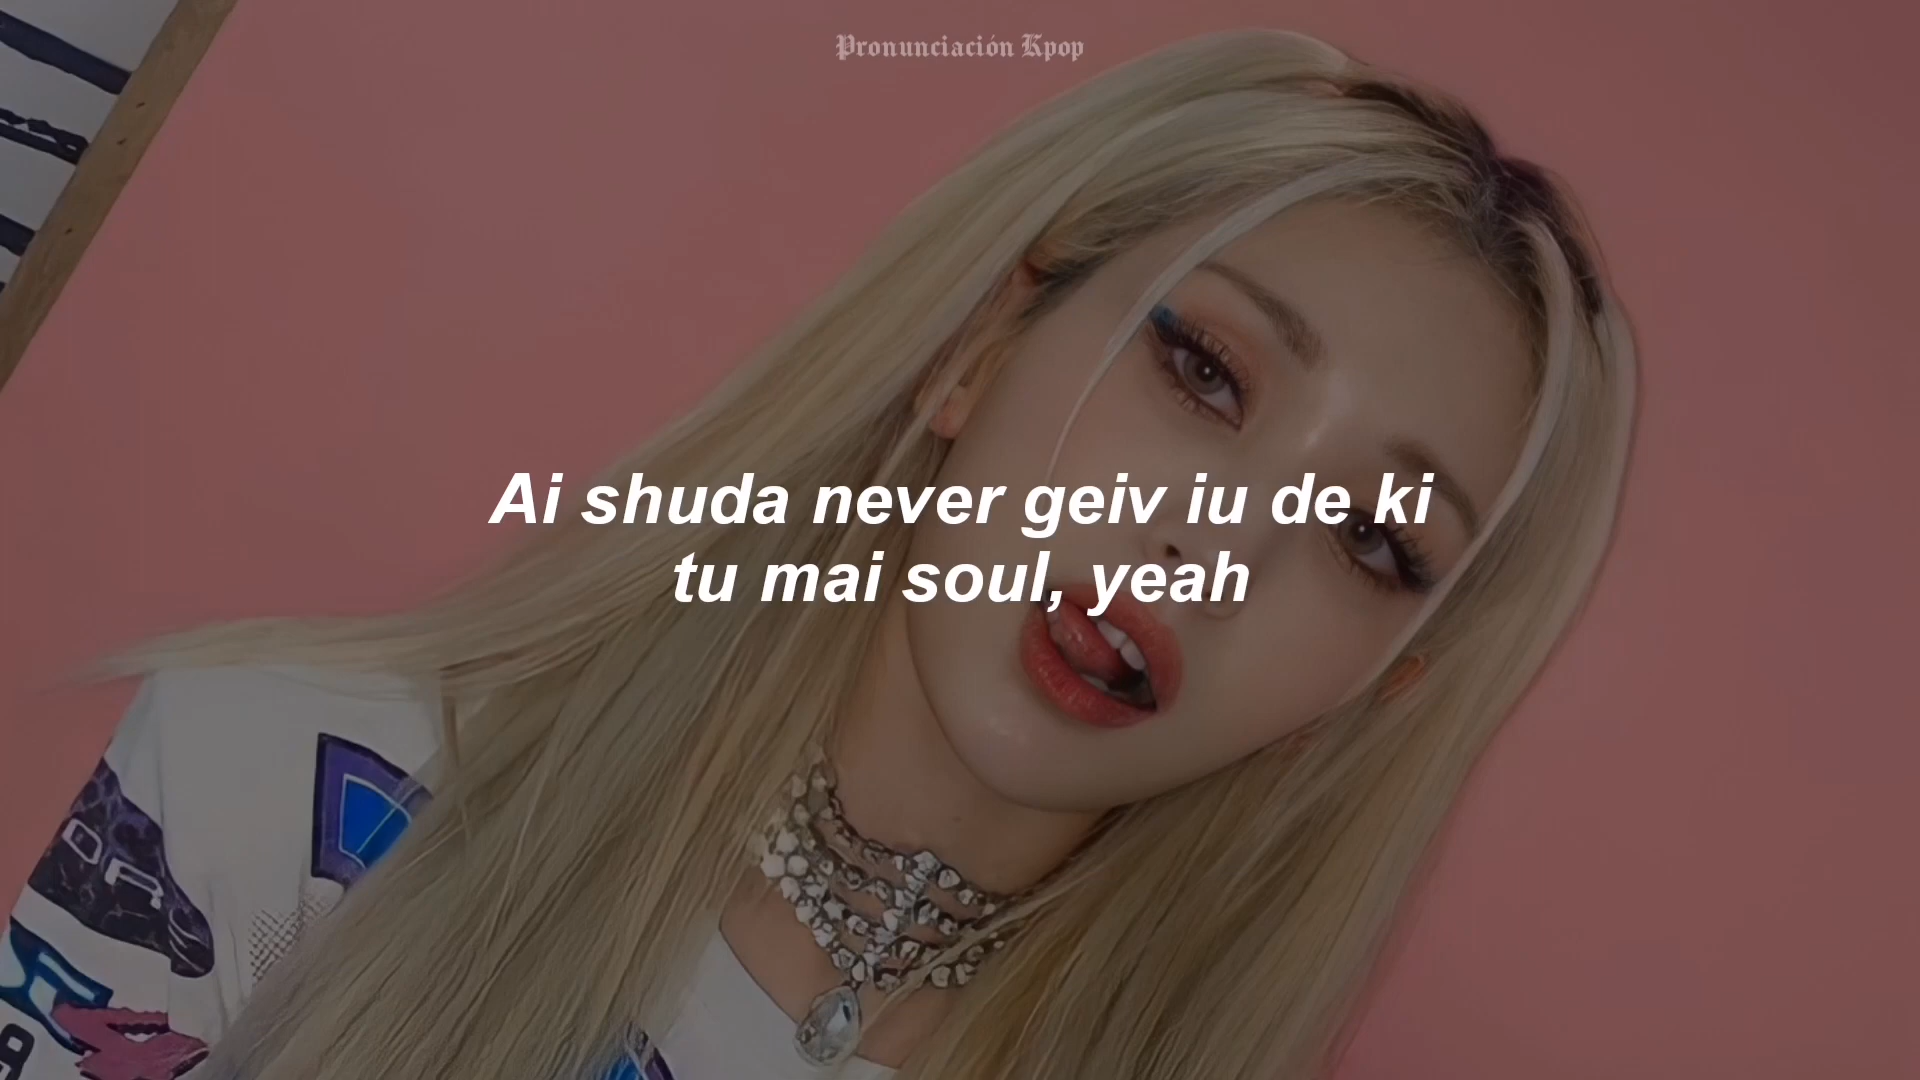 Pronunciación Kpop
Ai shuda never geiv iu de ki
tu mai soul, yeah